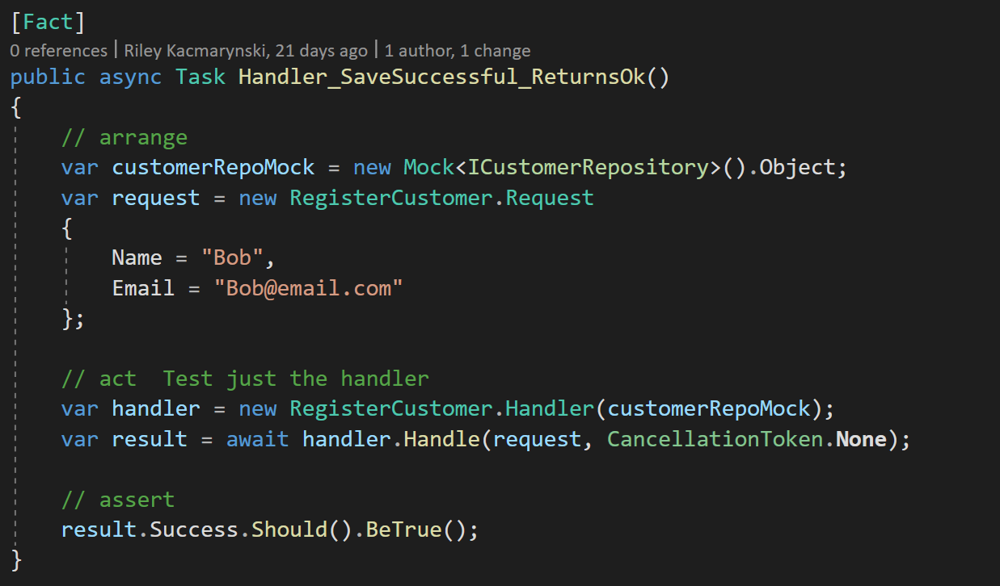 [Fact]
0 references | Riley Kacmarynski, 21 days ago | 1 author, 1 change
public async Task Handler_SaveSuccessful_ReturnsOk()
{
    // arrange
    var customerRepoMock = new Mock<ICustomerRepository>().Object;
    var request = new RegisterCustomer.Request
    {
        Name = "Bob",
        Email = "Bob@email.com"
    };

    // act  Test just the handler
    var handler = new RegisterCustomer.Handler(customerRepoMock);
    var result = await handler.Handle(request, CancellationToken.None);

    // assert
    result.Success.Should().BeTrue();
}